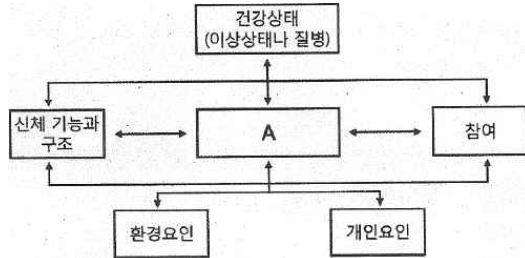 건강상태
(이상상태나 질병)
신체 기능과
구조
A
참여
환경요인
개인요인